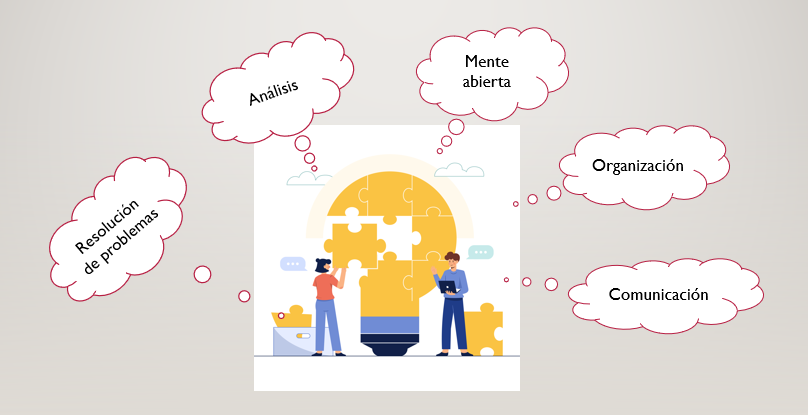 Resolución
de problemas
Análisis
Mente
abierta
Organización
Comunicación